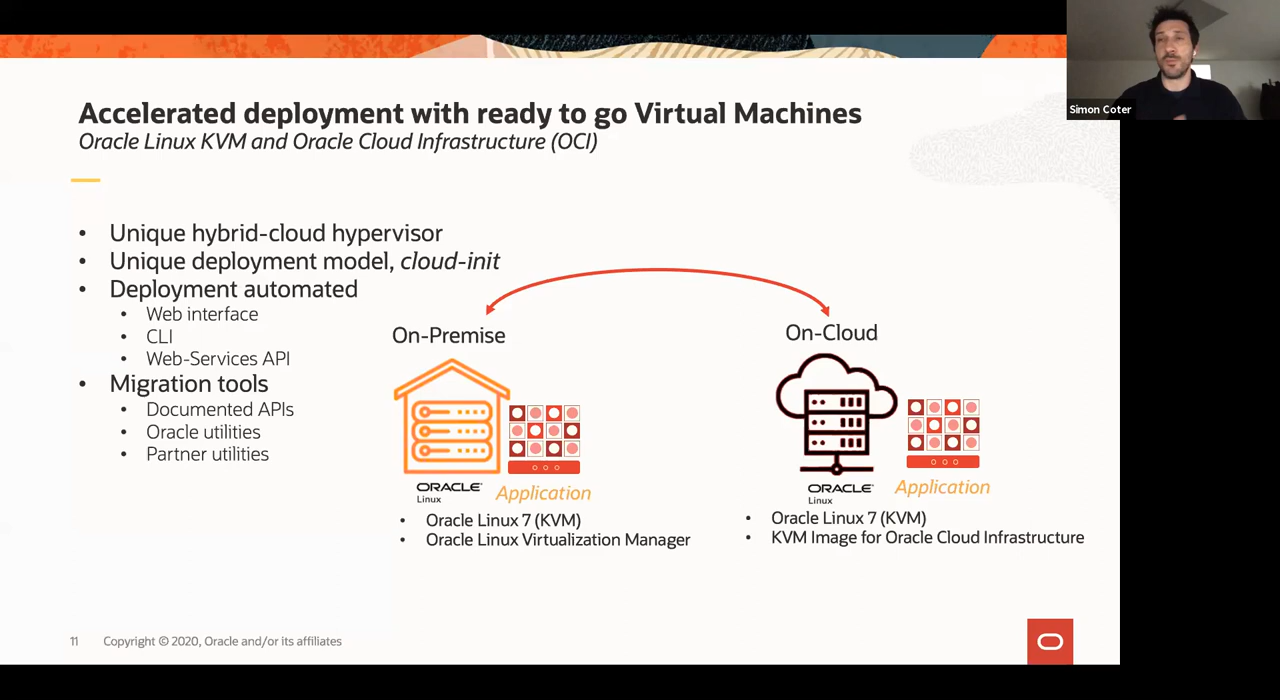 Simon Coter
Accelerated deployment with ready to go Virtual Machines
Oracle Linux KVM and Oracle Cloud Infrastructure (OCI)
• Unique hybrid-cloud hypervisor
• Unique deployment model, cloud-init
• Deployment automated
• Web interface
• CLI
• Web-Services API
• Migration tools
• Documented APIs
• Oracle utilities
• Partner utilities
On-Premise
ORACLE
Linux
Application
• Oracle Linux 7 (KVM)
• Oracle Linux Virtualization Manager
On-Cloud
ORACLE
Linux
Application
• Oracle Linux 7 (KVM)
• KVM Image for Oracle Cloud Infrastructure
11 Copyright © 2020, Oracle and/or its affiliates